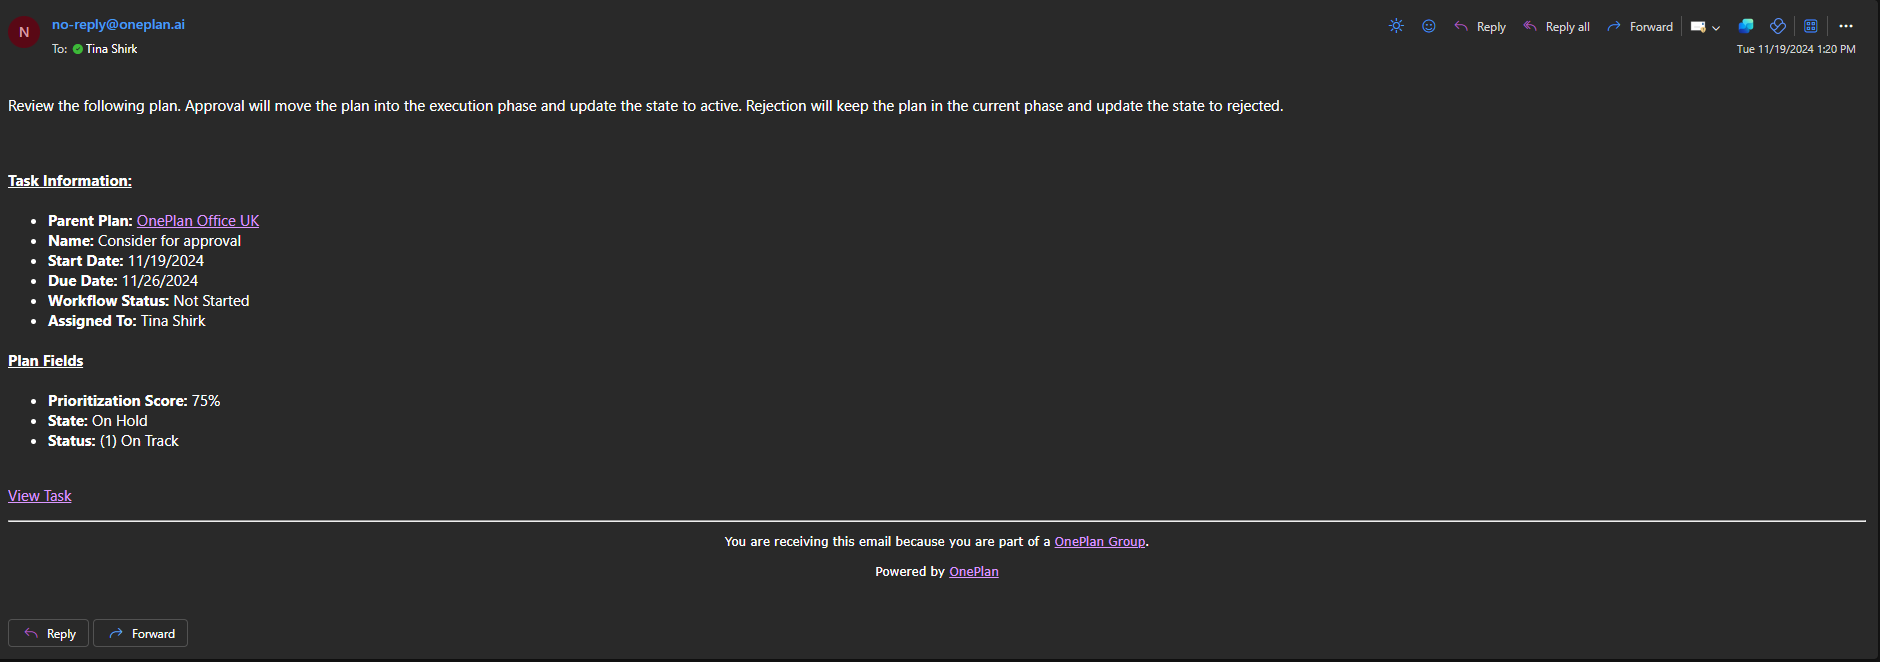 N
no-reply@oneplan.ai
To: Tina Shirk
Reply
Reply all
Forward
Tue 11/19/2024 1:20 PM
Review the following plan. Approval will move the plan into the execution phase and update the state to active. Rejection will keep the plan in the current phase and update the state to rejected.
Task Information:
• Parent Plan: OnePlan Office UK
• Name: Consider for approval
• Start Date: 11/19/2024
• Due Date: 11/26/2024
• Workflow Status: Not Started
• Assigned To: Tina Shirk
Plan Fields
• Prioritization Score: 75%
• State: On Hold
• Status: (1) On Track
View Task
You are receiving this email because you are part of a OnePlan Group.
Powered by OnePlan
Reply
Forward